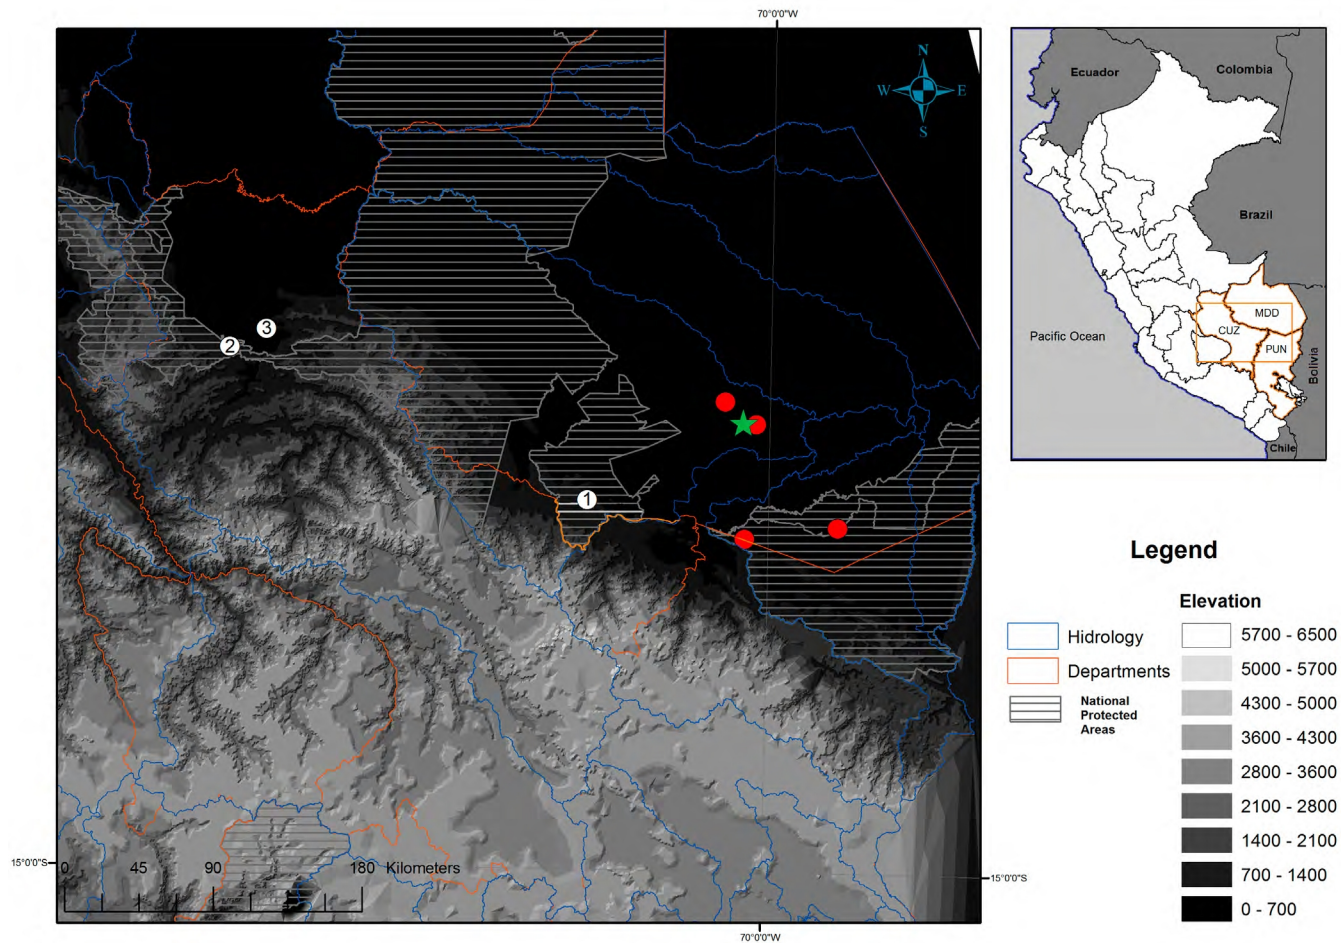 70°0'0"W
N
W
E
S
3
2
1
15°0'0"S
0
45
90
180
Kilometers
15°0'0"S
70°0'0"W
Ecuador
Colombia
Brazil
Pacific Ocean
MDD
CUZ
PUN
Bolivia
Chile
Legend
Hidrology
Departments
National
Protected
Areas
Elevation
5700 - 6500
5000 - 5700
4300 - 5000
3600 - 4300
2800 - 3600
2100 - 2800
1400 - 2100
700 - 1400
0 - 700